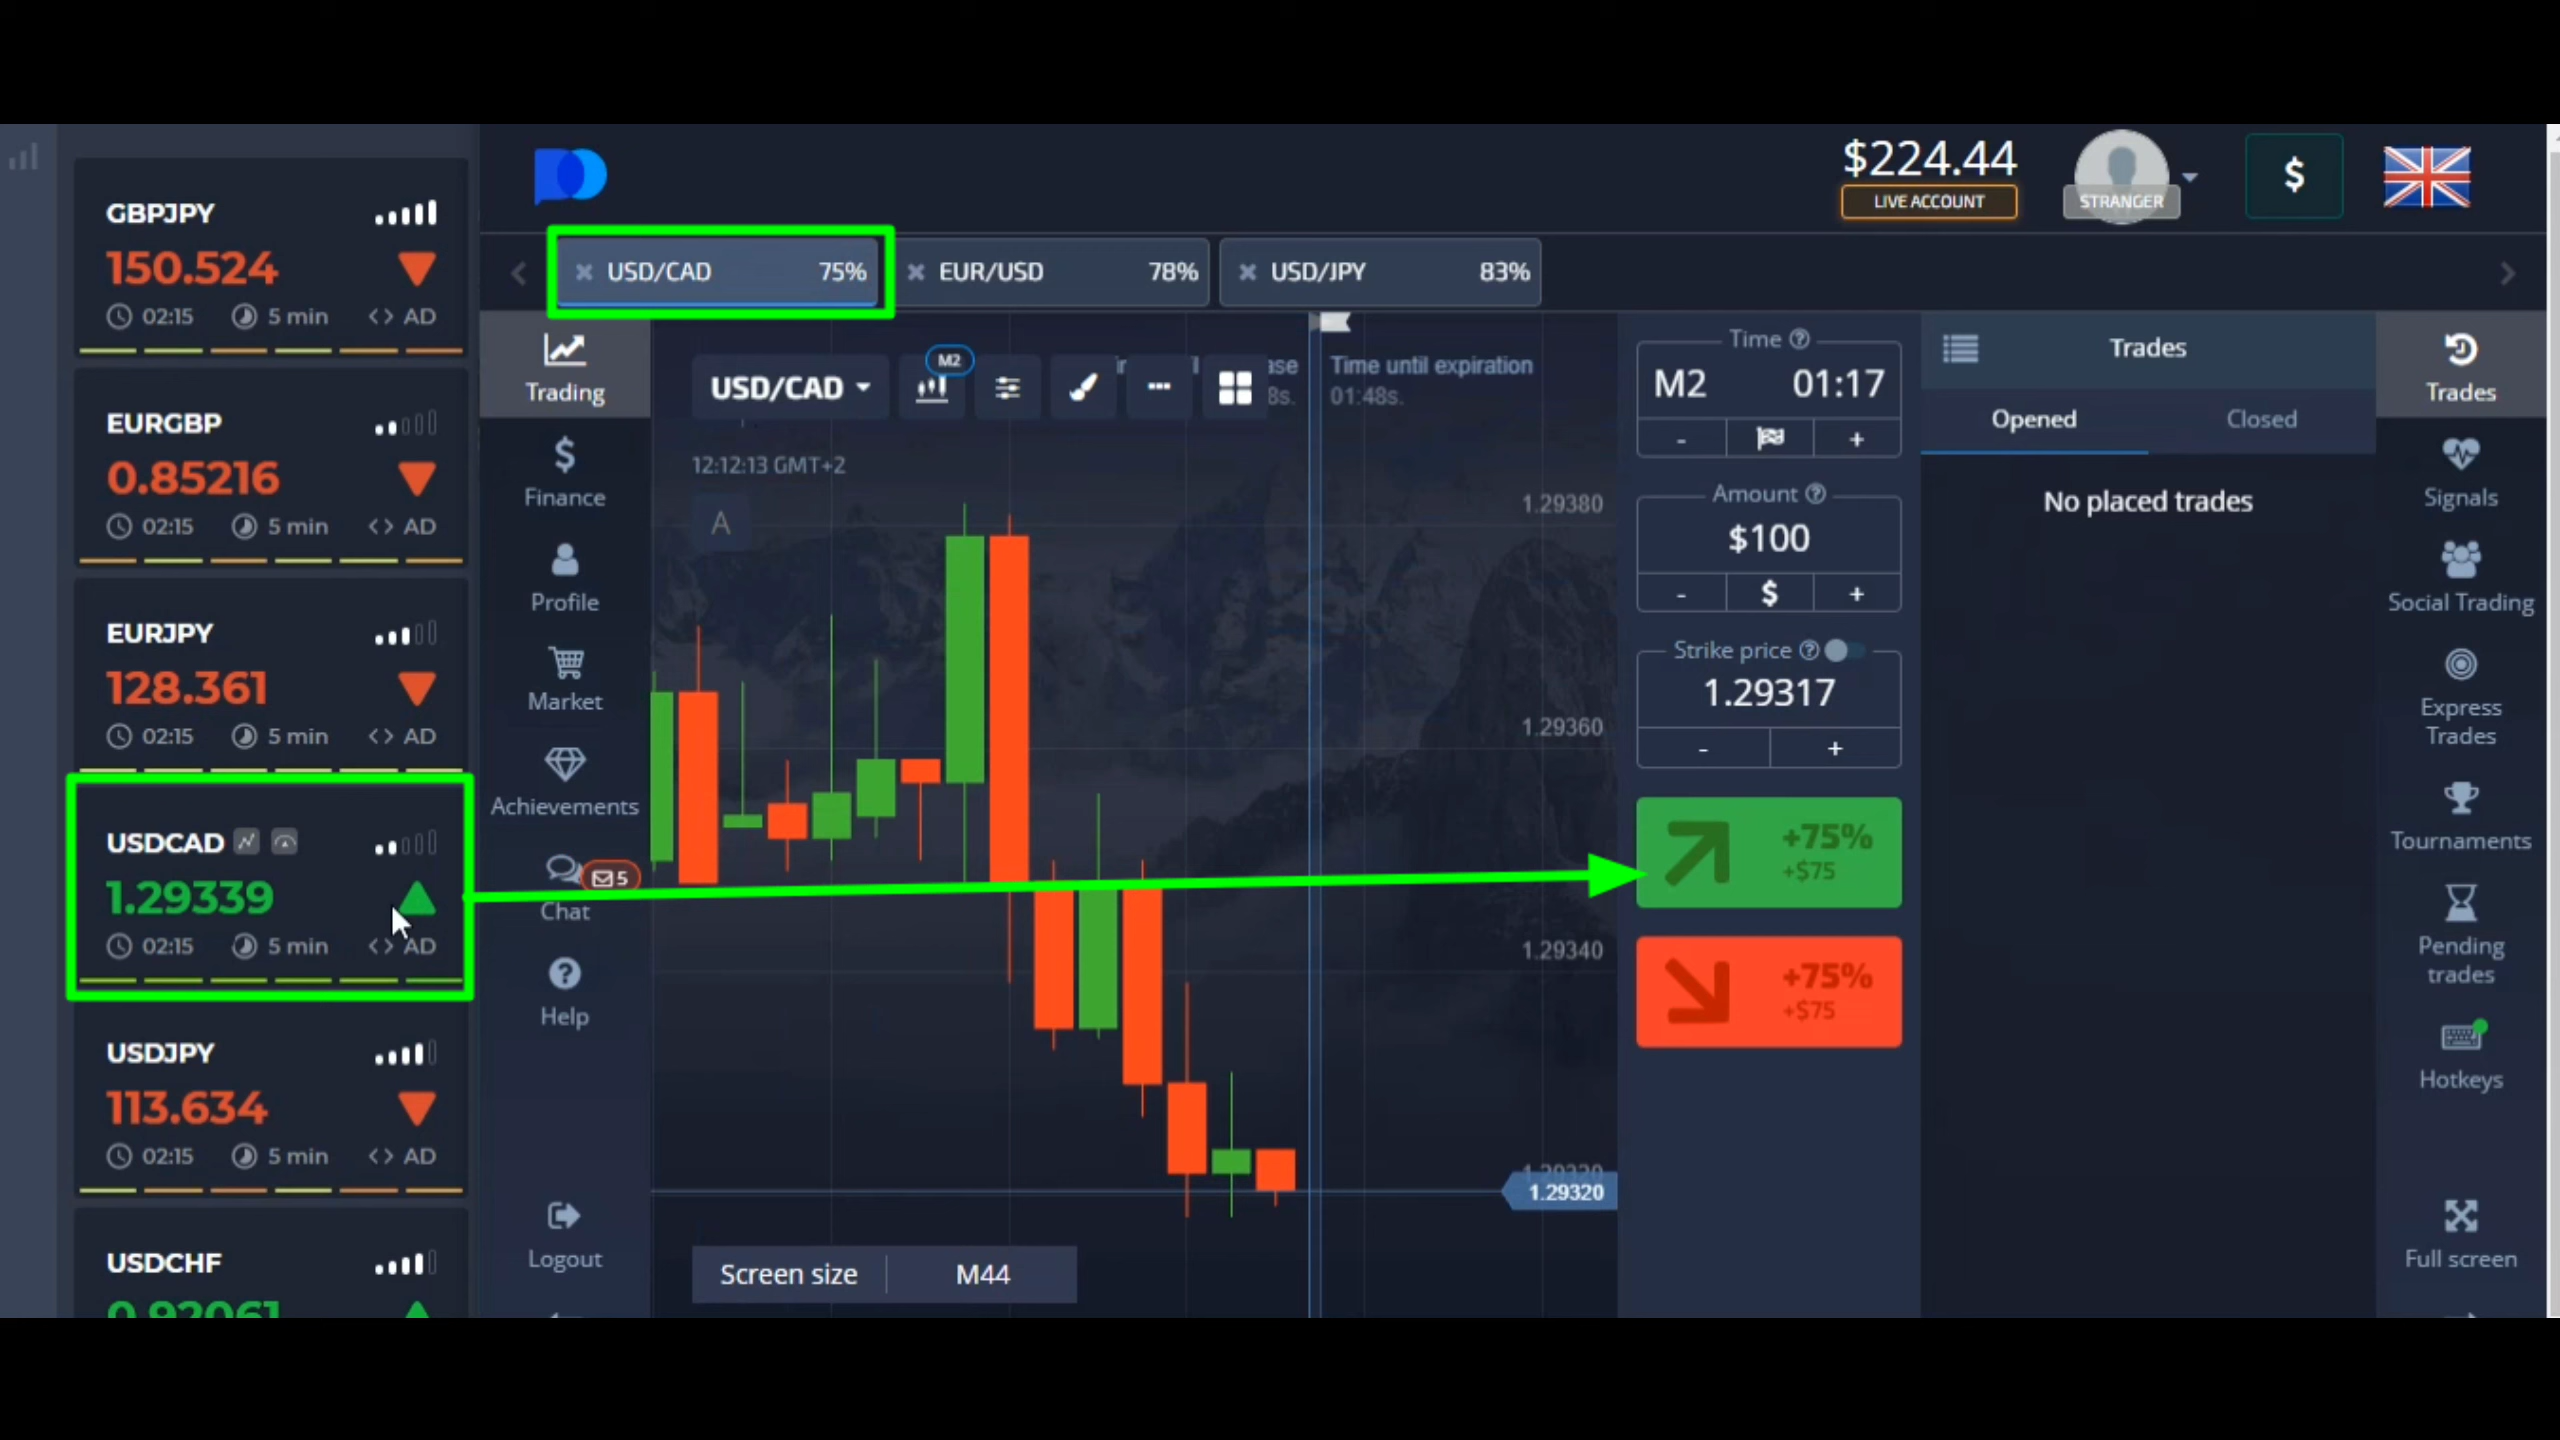 GBPJPY
150.524
02:15 5 min <> AD
EURGBP
0.85216
02:15 5 min <> AD
EURJPY
128.361
02:15 5 min <> AD
USDCAD
1.29339
02:15 5 min <> AD
USDJPY
113.634
02:15 5 min <> AD
USDCHF
0.92061
$224.44
LIVE ACCOUNT
STRANGER
$
USD/CAD 75%
EUR/USD 78%
USD/JPY 83%
Trading
Finance
Profile
Market
Achievements
5
Chat
Help
Logout
USD/CAD
M2
Time until expiration
8s. 01:48s.
12:12:13 GMT+2
A
1.29380
1.29360
1.29340
1.29320
1.29320
Screen size M44
Time
M2 01:17
- +
Amount
$100
- $ +
Strike price
1.29317
- +
+75%
+$75
+75%
+$75
Trades
Opened Closed
No placed trades
Trades
Signals
Social Trading
Express
Trades
Tournaments
Pending
trades
Hotkeys
Full screen